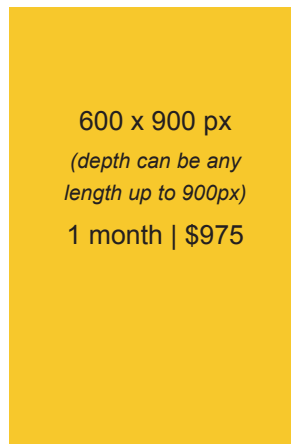 600 x 900 px
(depth can be any
length up to 900px)
1 month | $975